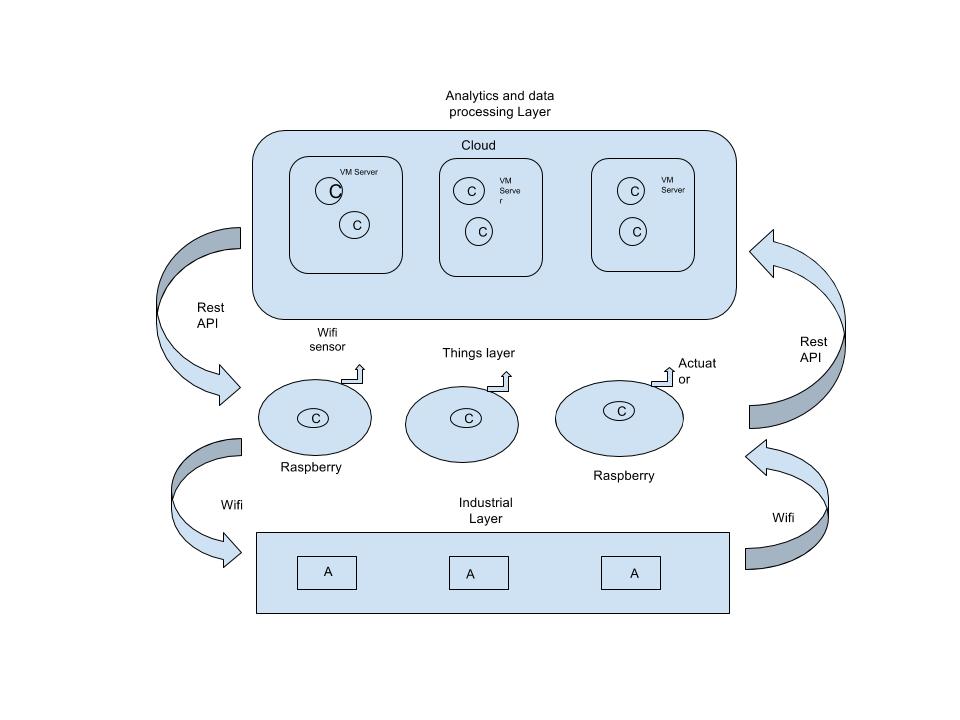 Analytics and data
processing Layer
Cloud
VM Server
C
C
VM
Serve
r
C
C
VM
Server
C
C
Rest
API
Rest
API
Wifi
sensor
Things layer
Actuat
or
C
C
C
Raspberry
Raspberry
Wifi
Wifi
Industrial
Layer
A
A
A